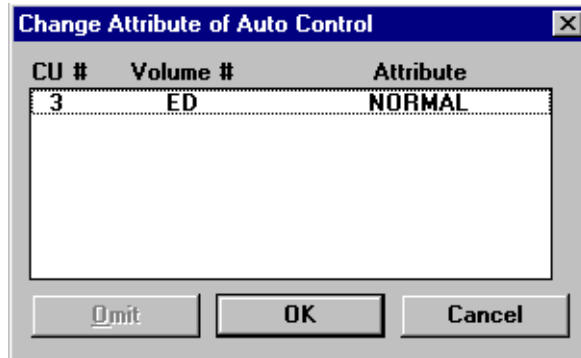 Change Attribute of Auto Control
CU # Volume # Attribute
3 ED NORMAL
Omit OK Cancel